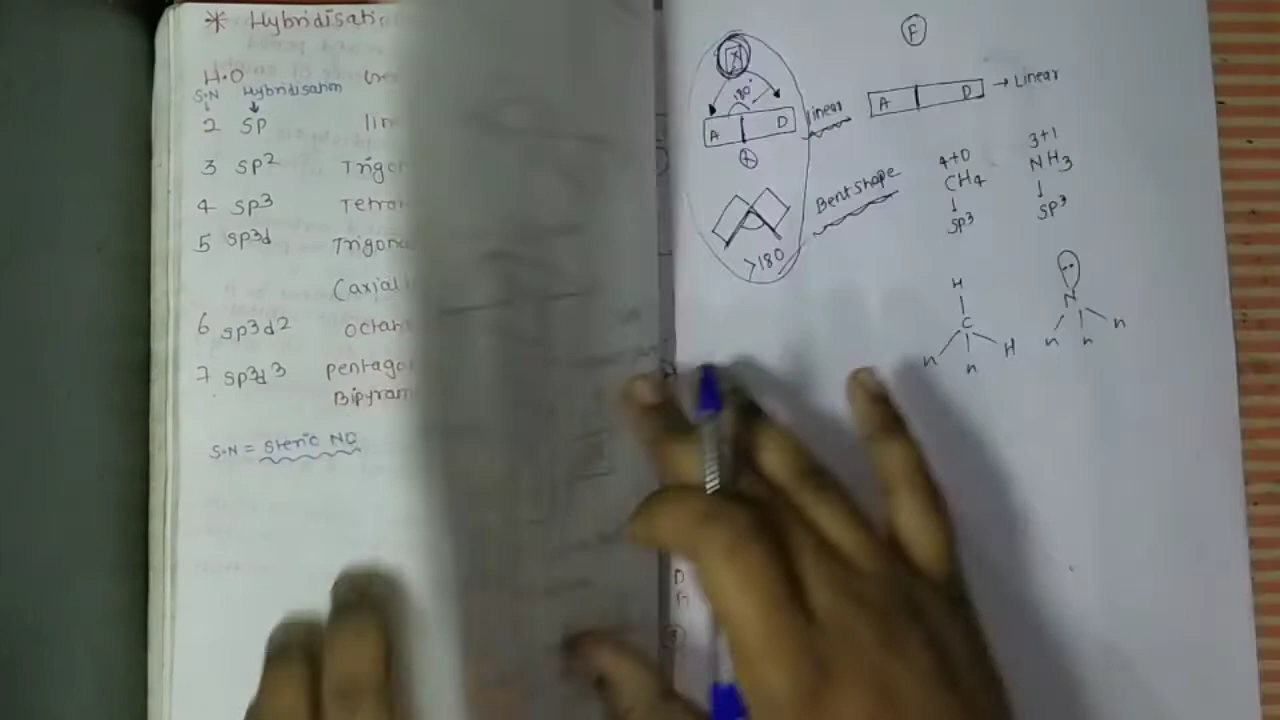 * Hybridisati
H.O
S.N Hybridisation
2 SP lin
3 SP2 Trigon
4 SP3 Tetra
5 SP3d Trigona
(axial
6 SP3d2 octah
7 SP3d3 pentago
Bipyram
S.N = Steric NO
X
180°
A D linear
Bent shape
>180
F
A D → Linear
4+0 3+1
CH4 NH3
SP3 SP3
H
C
n n H
N
n n n